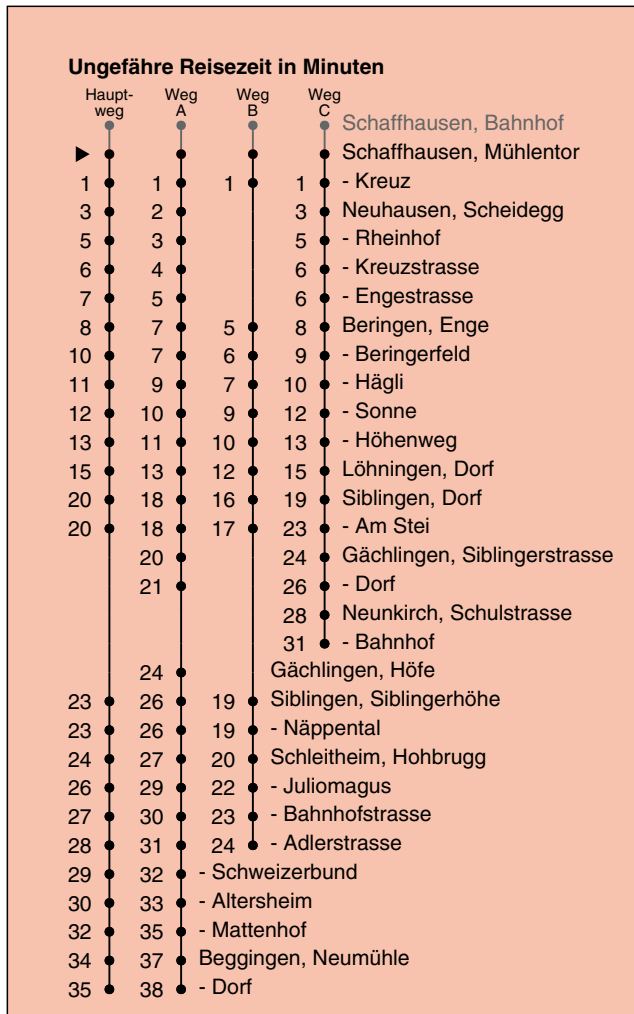 Ungefähre Reisezeit in Minuten
Haupt- Weg Weg Weg
weg A B C
Schaffhausen, Bahnhof
Schaffhausen, Mühlentor
1 1 1 1 - Kreuz
3 2 3 Neuhausen, Scheidegg
5 3 5 - Rheinhof
6 4 6 - Kreuzstrasse
7 5 6 - Engestrasse
8 7 5 8 Beringen, Enge
10 7 6 9 - Beringerfeld
11 9 7 10 - Hägli
12 10 9 12 - Sonne
13 11 10 13 - Höhenweg
15 13 12 15 Löhningen, Dorf
20 18 16 19 Siblingen, Dorf
20 18 17 23 - Am Stei
20 24 Gächlingen, Siblingerstrasse
21 26 - Dorf
28 Neunkirch, Schulstrasse
31 - Bahnhof
24 Gächlingen, Höfe
23 26 19 Siblingen, Siblingerhöhe
23 26 19 - Näppental
24 27 20 Schleitheim, Hohbrugg
26 29 22 - Juliomagus
27 30 23 - Bahnhofstrasse
28 31 24 - Adlerstrasse
29 32 - Schweizerbund
30 33 - Altersheim
32 35 - Mattenhof
34 37 Beggingen, Neumühle
35 38 - Dorf